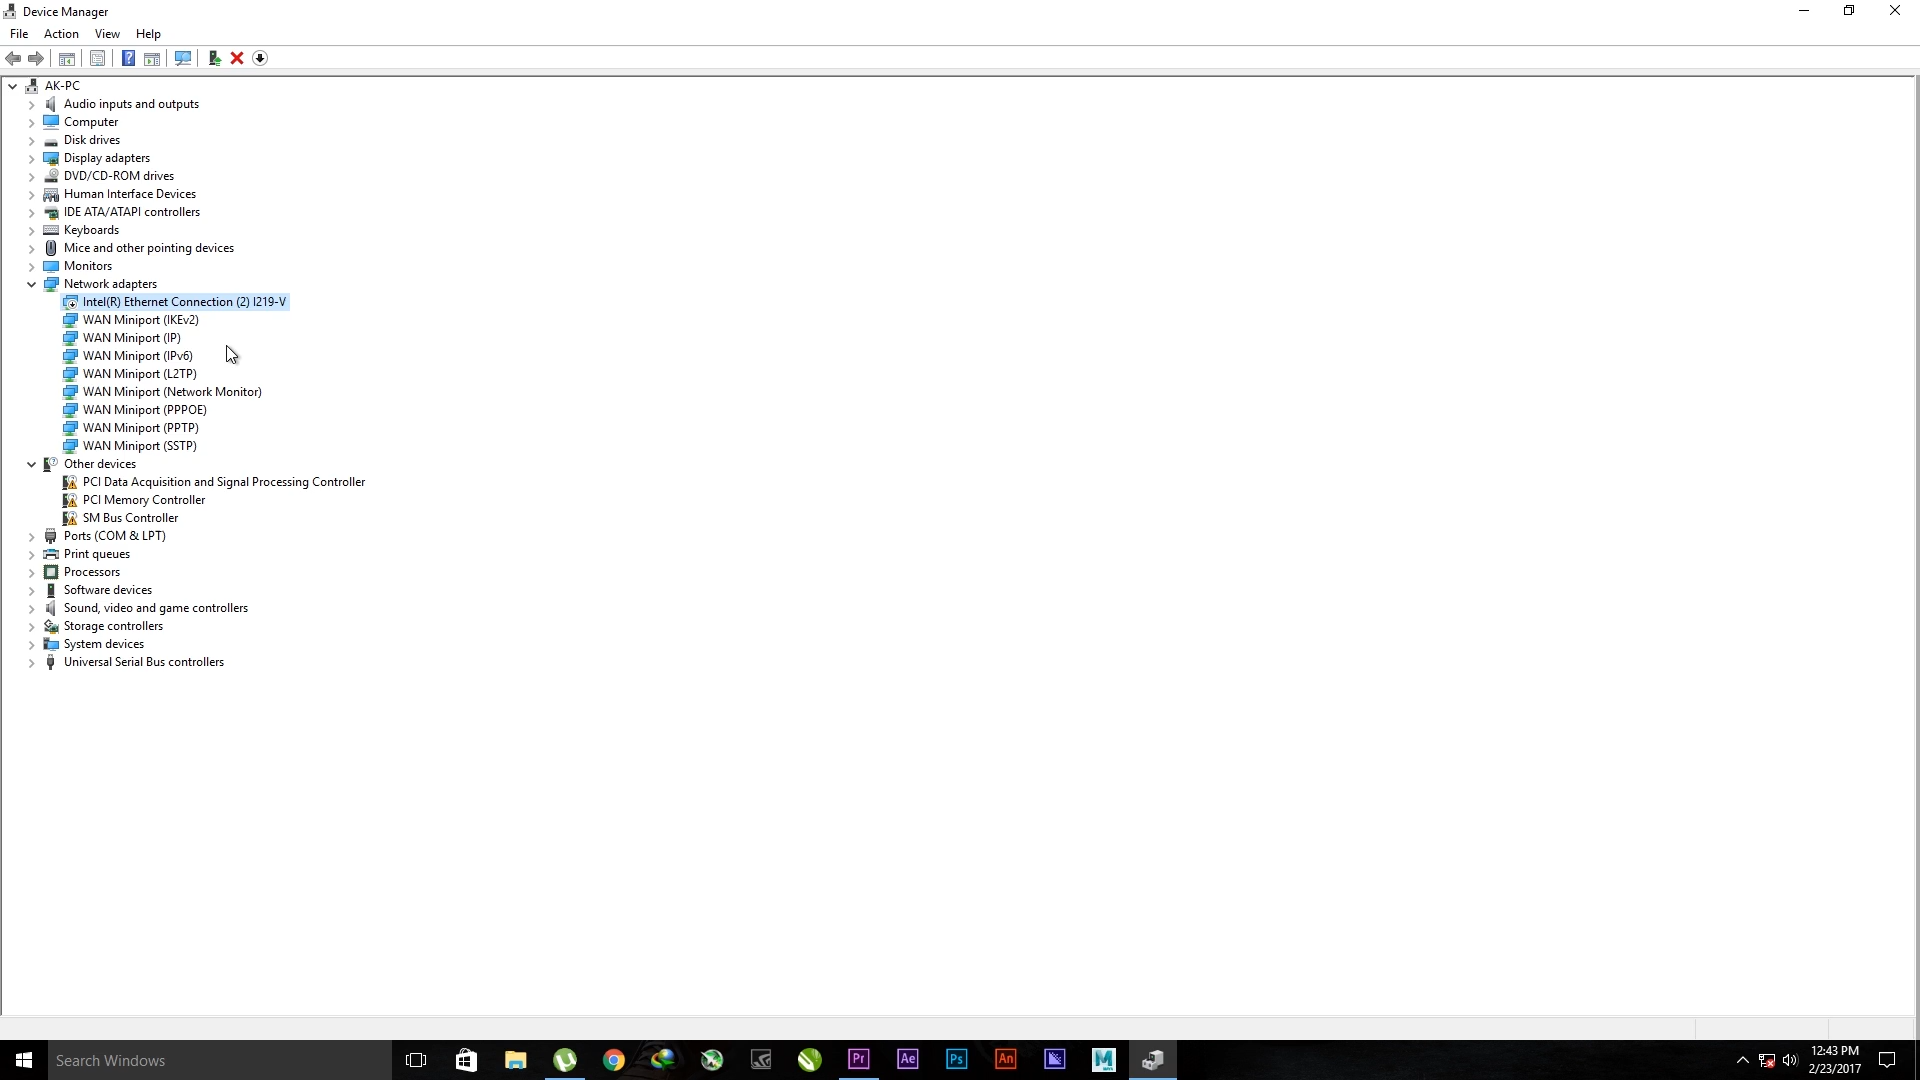 Device Manager
File Action View Help
AK-PC
Audio inputs and outputs
Computer
Disk drives
Display adapters
DVD/CD-ROM drives
Human Interface Devices
IDE ATA/ATAPI controllers
Keyboards
Mice and other pointing devices
Monitors
Network adapters
Intel(R) Ethernet Connection (2) I219-V
WAN Miniport (IKEv2)
WAN Miniport (IP)
WAN Miniport (IPv6)
WAN Miniport (L2TP)
WAN Miniport (Network Monitor)
WAN Miniport (PPPOE)
WAN Miniport (PPTP)
WAN Miniport (SSTP)
Other devices
PCI Data Acquisition and Signal Processing Controller
PCI Memory Controller
SM Bus Controller
Ports (COM & LPT)
Print queues
Processors
Software devices
Sound, video and game controllers
Storage controllers
System devices
Universal Serial Bus controllers
Search Windows
Pr
Ae
Ps
An
M
12:43 PM
2/23/2017